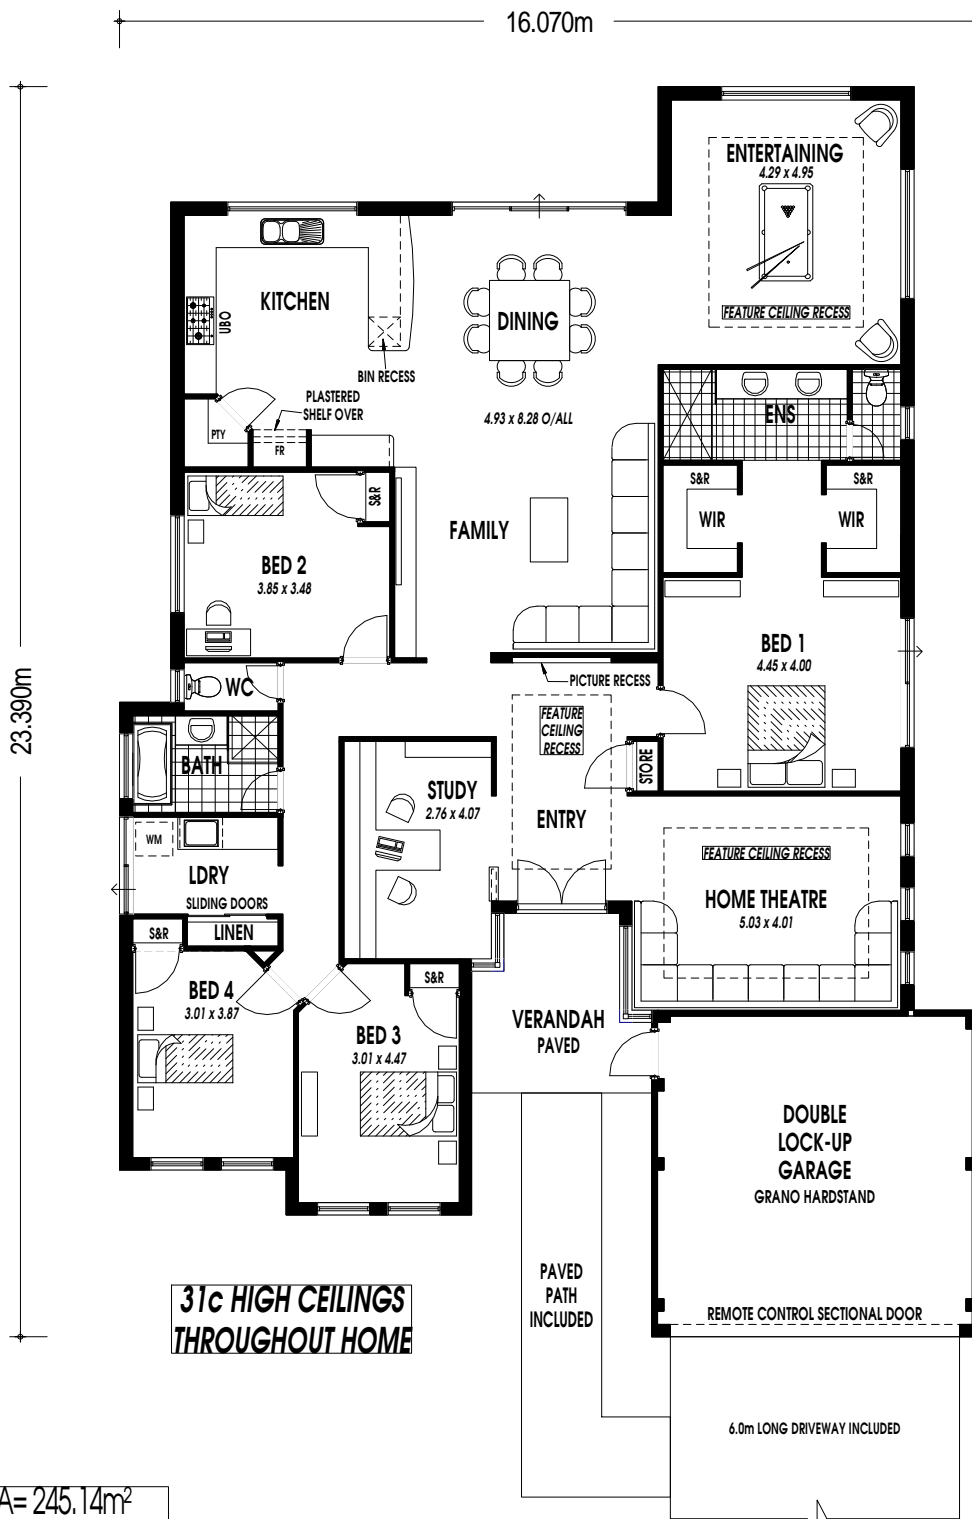 16.070m
23.390m
ENTERTAINING
4.29 x 4.95
FEATURE CEILING RECESS
KITCHEN
UBO
BIN RECESS
PLASTERED
SHELF OVER
PTY
FR
DINING
4.93 x 8.28 O/ALL
ENS
S&R
WIR
S&R
WIR
FAMILY
S&R
BED 2
3.85 x 3.48
BED 1
4.45 x 4.00
WC
PICTURE RECESS
FEATURE
CEILING
RECESS
BATH
STORE
STUDY
2.76 x 4.07
ENTRY
WM
LDRY
SLIDING DOORS
LINEN
S&R
FEATURE CEILING RECESS
HOME THEATRE
5.03 x 4.01
BED 4
3.01 x 3.87
S&R
BED 3
3.01 x 4.47
VERANDAH
PAVED
DOUBLE
LOCK-UP
GARAGE
GRANO HARDSTAND
PAVED
PATH
INCLUDED
REMOTE CONTROL SECTIONAL DOOR
31c HIGH CEILINGS
THROUGHOUT HOME
6.0m LONG DRIVEWAY INCLUDED
A= 245.14m²